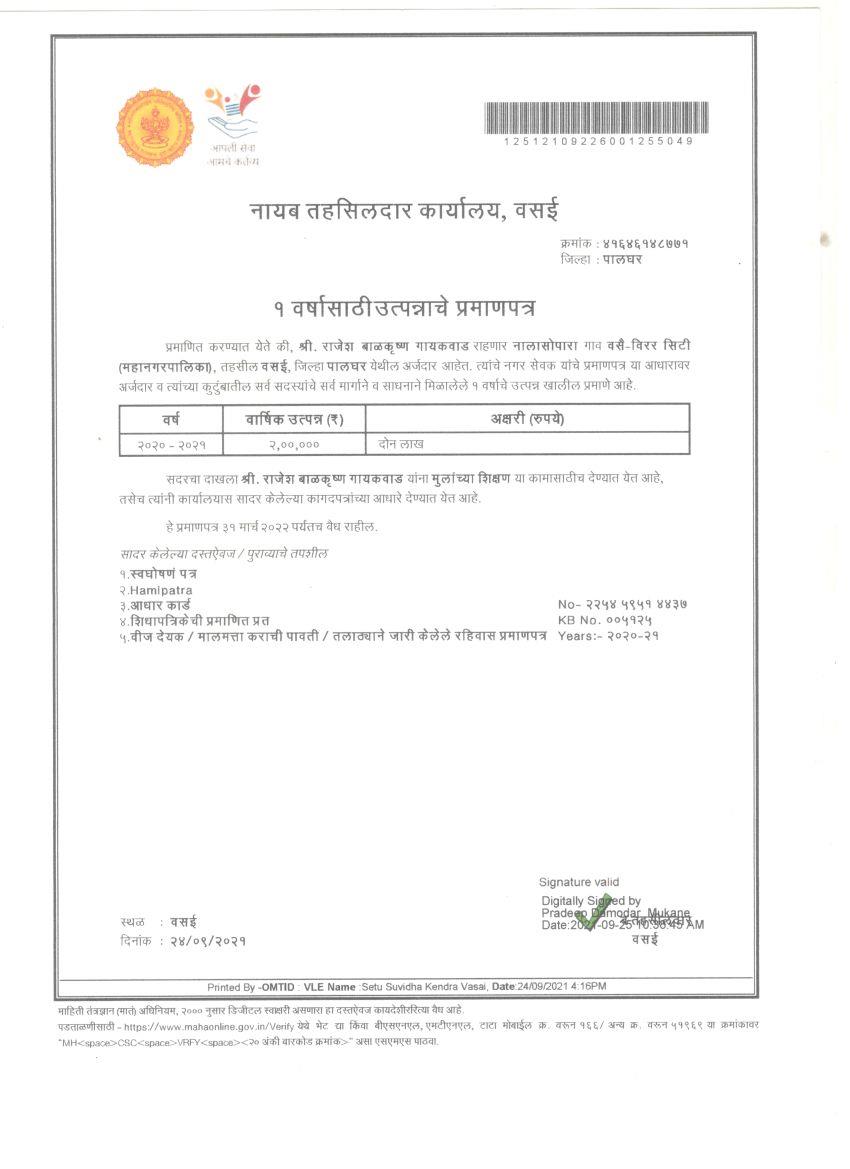 आपली सेवा
आमचे कर्तव्य
12512109226001255049
नायब तहसिलदार कार्यालय, वसई
क्रमांक : ४१६४६१४८७७१
जिल्हा : पालघर
१ वर्षासाठी उत्पन्नाचे प्रमाणपत्र
प्रमाणित करण्यात येते की, श्री. राजेश बाळकृष्ण गायकवाड राहणार नालासोपारा गाव वसै-विरर सिटी
(महानगरपालिका), तहसील वसई, जिल्हा पालघर येथील अर्जदार आहेत. त्यांचे नगर सेवक यांचे प्रमाणपत्र या आधारावर
अर्जदार व त्यांच्या कुटुंबातील सर्व सदस्यांचे सर्व मार्गाने व साधनाने मिळालेले १ वर्षाचे उत्पन्न खालील प्रमाणे आहे.
वर्ष वार्षिक उत्पन्न (₹) अक्षरी (रुपये)
२०२० - २०२१ २,००,००० दोन लाख
सदरचा दाखला श्री. राजेश बाळकृष्ण गायकवाड यांना मुलांच्या शिक्षण या कामासाठीच देण्यात येत आहे,
तसेच त्यांनी कार्यालयास सादर केलेल्या कागदपत्रांच्या आधारे देण्यात येत आहे.
हे प्रमाणपत्र ३१ मार्च २०२२ पर्यंतच वैध राहील.
सादर केलेल्या दस्तऐवज / पुराव्याचे तपशील
१.स्वघोषणं पत्र
२.Hamipatra
३.आधार कार्ड No- २२५४ ५९५१ ४४३७
४.शिधापत्रिकेची प्रमाणित प्रत KB No. ००५१२५
५.वीज देयक / मालमत्ता कराची पावती / तलाठ्याने जारी केलेले रहिवास प्रमाणपत्र Years:- २०२०-२१
Signature valid
Digitally Signed by
Pradeep Damodar Mukane
Date:2021-09-25 10:58:45 AM
वसई
स्थळ : वसई
दिनांक : २४/०९/२०२१
Printed By -OMTID : VLE Name :Setu Suvidha Kendra Vasai, Date:24/09/2021 4:16PM
माहिती तंत्रज्ञान (मातं) अधिनियम, २००० नुसार डिजीटल स्वाक्षरी असणारा हा दस्तऐवज कायदेशीररित्या वैध आहे.
पडताळणीसाठी - https://www.mahaonline.gov.in/Verify येथे भेट द्या किंवा बीएसएनएल, एमटीएनएल, टाटा मोबाईल क्र. वरून १६६/ अन्य क्र. वरून ५१९६९ या क्रमांकावर
"MH<space>CSC<space>VRFY<space><२० अंकी बारकोड क्रमांक>" असा एसएमएस पाठवा.